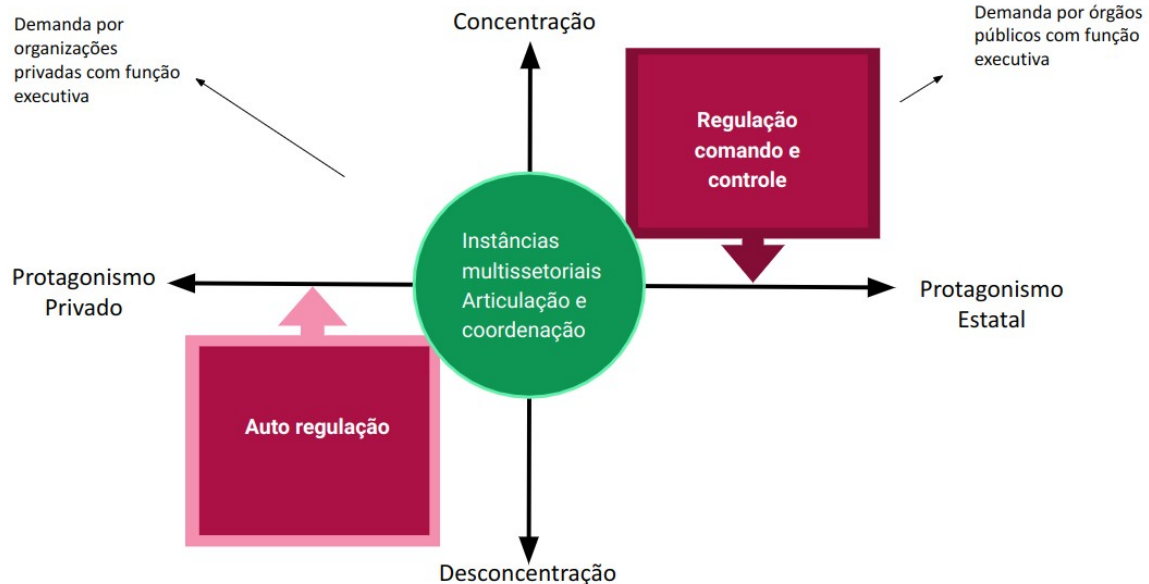 Demanda por
organizações
privadas com função
executiva
Concentração
Demanda por órgãos
públicos com função
executiva
Regulação
comando e
controle
Instâncias
multissetoriais
Articulação e
coordenação
Protagonismo
Privado
Protagonismo
Estatal
Auto regulação
Desconcentração